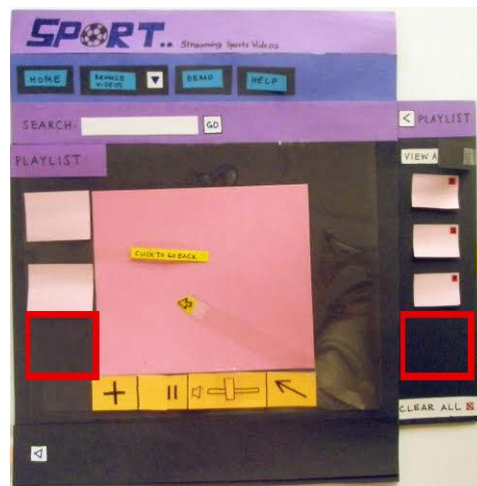 SPORT.. Streaming Sports Videos
HOME
BROWSE
VIDEOS
DEMO
HELP
SEARCH:
GO
< PLAYLIST
PLAYLIST:
VIEW A
CLICK TO GO BACK
+
CLEAR ALL